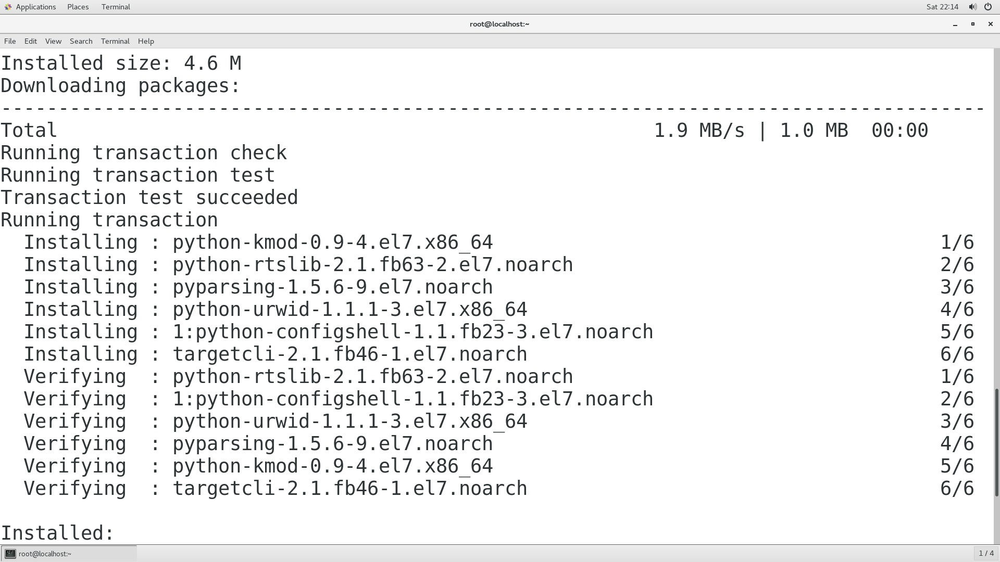 Applications Places Terminal Sat 22:14
root@localhost:~
File Edit View Search Terminal Help
Installed size: 4.6 M
Downloading packages:
--------------------------------------------------------------------------------------
Total 1.9 MB/s | 1.0 MB 00:00
Running transaction check
Running transaction test
Transaction test succeeded
Running transaction
Installing : python-kmod-0.9-4.el7.x86_64 1/6
Installing : python-rtslib-2.1.fb63-2.el7.noarch 2/6
Installing : pyparsing-1.5.6-9.el7.noarch 3/6
Installing : python-urwid-1.1.1-3.el7.x86_64 4/6
Installing : 1:python-configshell-1.1.fb23-3.el7.noarch 5/6
Installing : targetcli-2.1.fb46-1.el7.noarch 6/6
Verifying : python-rtslib-2.1.fb63-2.el7.noarch 1/6
Verifying : 1:python-configshell-1.1.fb23-3.el7.noarch 2/6
Verifying : python-urwid-1.1.1-3.el7.x86_64 3/6
Verifying : pyparsing-1.5.6-9.el7.noarch 4/6
Verifying : python-kmod-0.9-4.el7.x86_64 5/6
Verifying : targetcli-2.1.fb46-1.el7.noarch 6/6
Installed:
root@localhost:~ 1 / 4